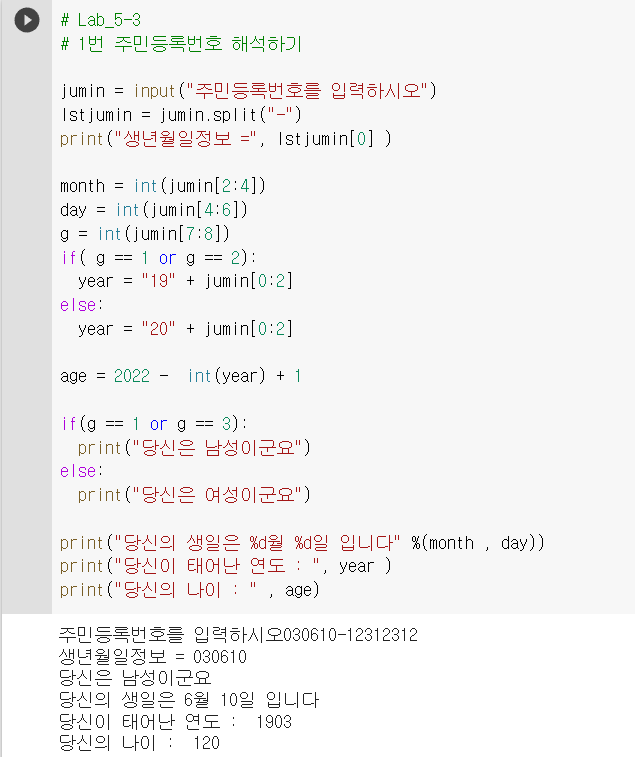 # Lab_5-3
# 1번 주민등록번호 해석하기
jumin = input("주민등록번호를 입력하시오")
lstjumin = jumin.split("-")
print("생년월일정보 =", lstjumin[0] )
month = int(jumin[2:4])
day = int(jumin[4:6])
g = int(jumin[7:8])
if( g == 1 or g == 2):
  year = "19" + jumin[0:2]
else:
  year = "20" + jumin[0:2]
age = 2022 -  int(year) + 1
if(g == 1 or g == 3):
  print("당신은 남성이군요")
else:
  print("당신은 여성이군요")
print("당신의 생일은 %d월 %d일 입니다" %(month , day))
print("당신이 태어난 연도 : ", year )
print("당신의 나이 : " , age)
주민등록번호를 입력하시오030610-12312312
생년월일정보 = 030610
당신은 남성이군요
당신의 생일은 6월 10일 입니다
당신이 태어난 연도 :  1903
당신의 나이 :  120